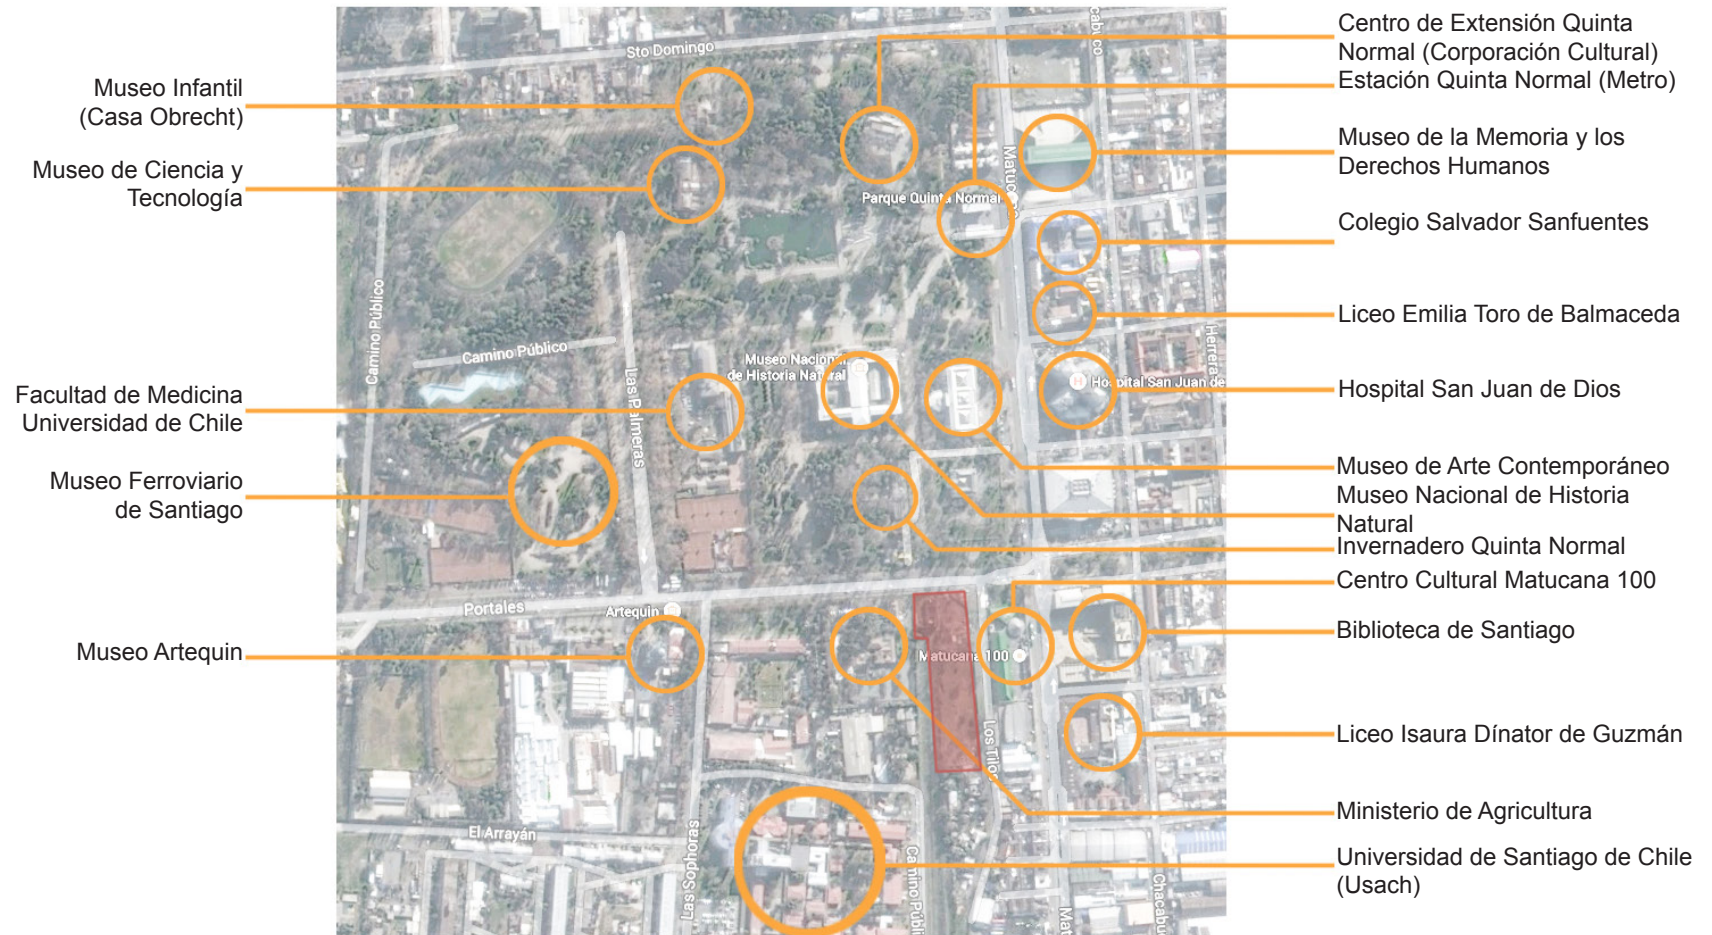 Museo Infantil
(Casa Obrecht)
Museo de Ciencia y
Tecnología
Facultad de Medicina
Universidad de Chile
Museo Ferroviario
de Santiago
Museo Artequin
Sto Domingo
Parque Quinta Normal
Camino Público
Camino Público
Las Palmeras
Museo Nacional
de Historia Natural
H
Hospital San Juan de
Herrera
Portales
Artequin
Matucana 100
Los Tilos
El Arrayán
Las Sophoras
Camino Públi
Mat
Chacabu
Centro de Extensión Quinta
Normal (Corporación Cultural)
Estación Quinta Normal (Metro)
Museo de la Memoria y los
Derechos Humanos
Colegio Salvador Sanfuentes
Liceo Emilia Toro de Balmaceda
Hospital San Juan de Dios
Museo de Arte Contemporáneo
Museo Nacional de Historia
Natural
Invernadero Quinta Normal
Centro Cultural Matucana 100
Biblioteca de Santiago
Liceo Isaura Dínator de Guzmán
Ministerio de Agricultura
Universidad de Santiago de Chile
(Usach)